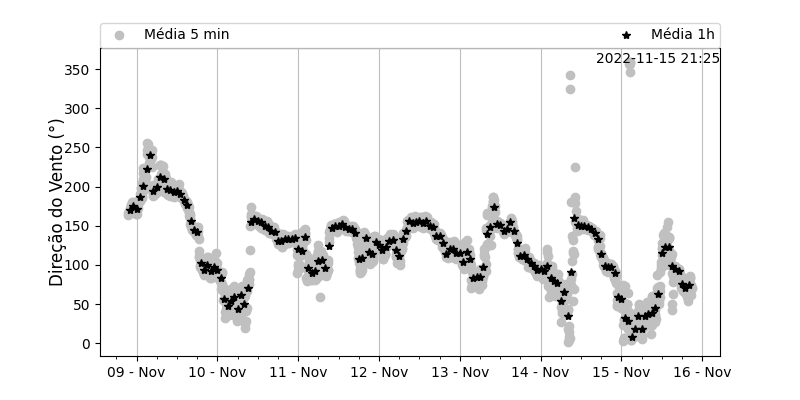 Média 5 min
Média 1h
2022-11-15 21:25
Direção do Vento (°)
350
300
250
200
150
100
50
0
09 - Nov
10 - Nov
11 - Nov
12 - Nov
13 - Nov
14 - Nov
15 - Nov
16 - Nov